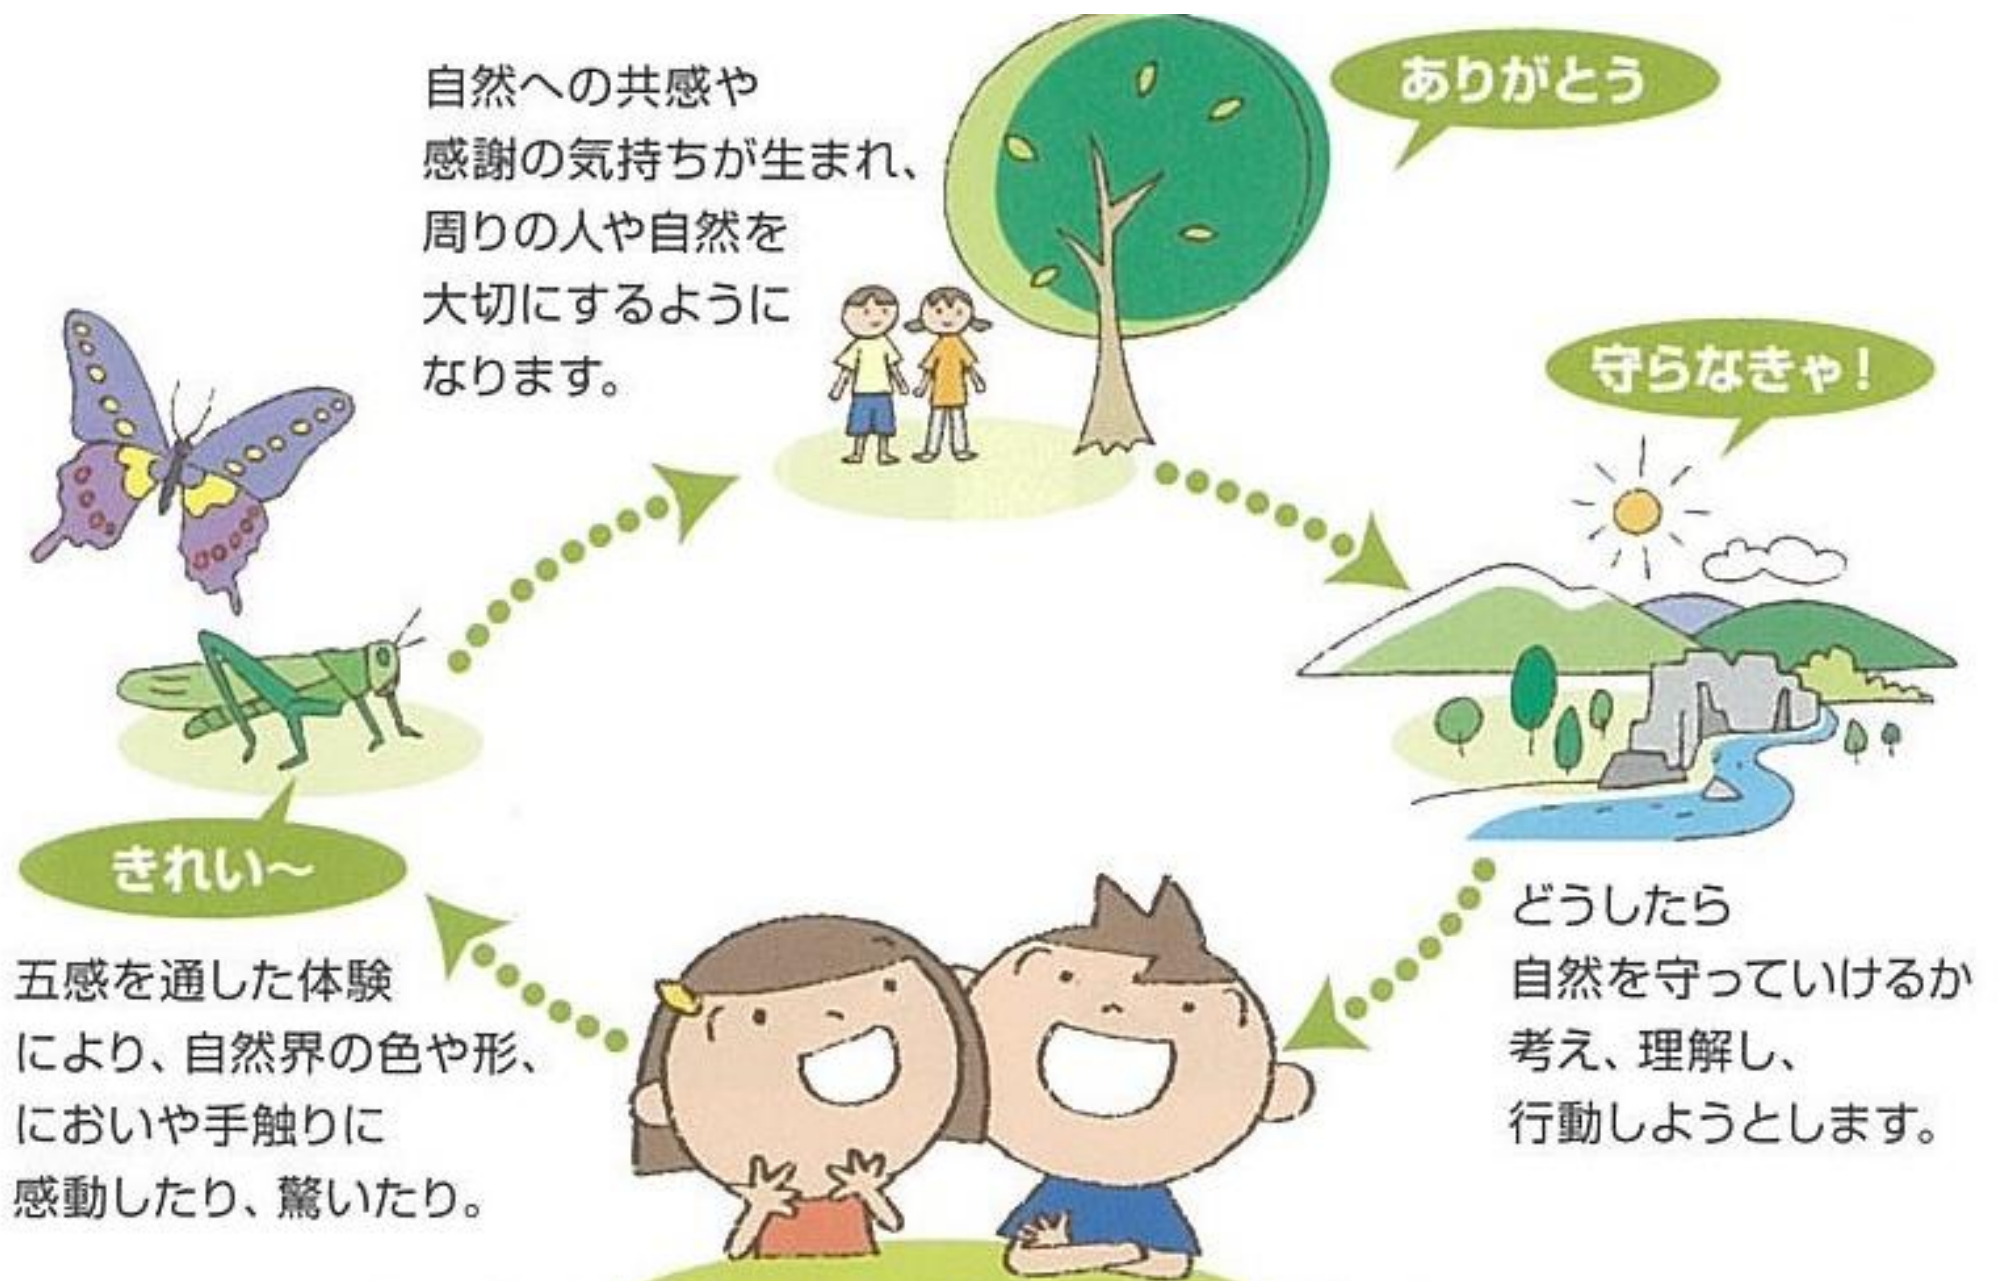 自然への共感や
感謝の気持ちが生まれ、
周りの人や自然を
大切にするように
なります。
ありがとう
守らなきゃ！
きれい～
五感を通した体験
により、自然界の色や形、
においや手触りに
感動したり、驚いたり。
どうしたら
自然を守っていけるか
考え、理解し、
行動しようとします。